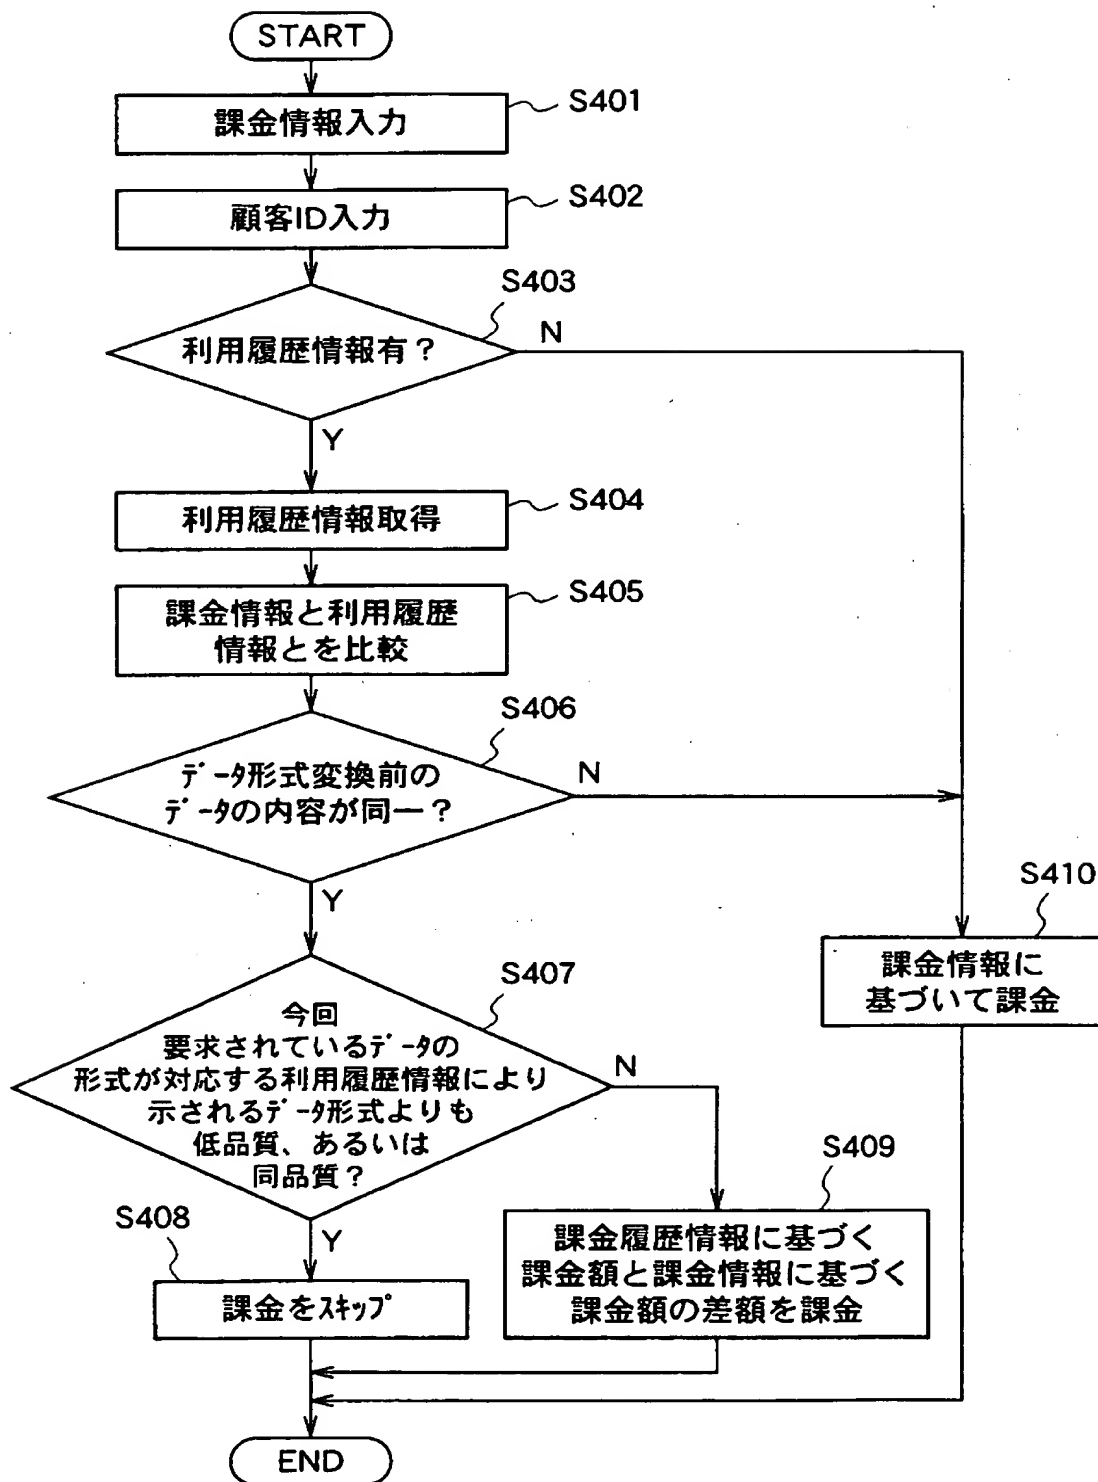 START
課金情報入力
S401
顧客ID入力
S402
利用履歴情報有？
S403
N
Y
利用履歴情報取得
S404
課金情報と利用履歴
情報とを比較
S405
データ形式変換前の
データの内容が同一？
S406
N
Y
今回
要求されているデータの
形式が対応する利用履歴情報により
示されるデータ形式よりも
低品質、あるいは
同品質？
S407
N
Y
課金をスキップ
S408
課金履歴情報に基づく
課金額と課金情報に基づく
課金額の差額を課金
S409
課金情報に
基づいて課金
S410
END